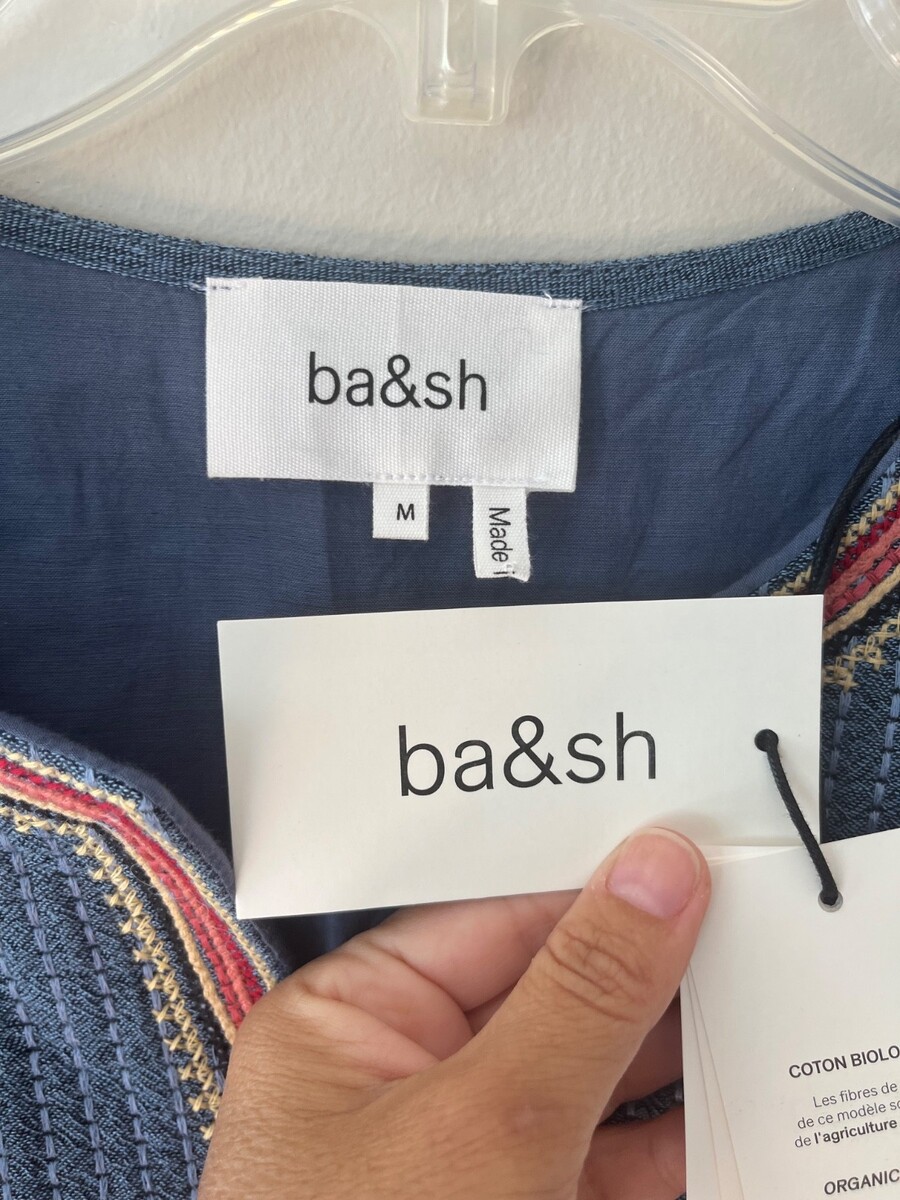 ba&sh
M
Made i
ba&sh
COTON BIOLO
Les fibres de
de ce modèle so
de l'agriculture
ORGANIC